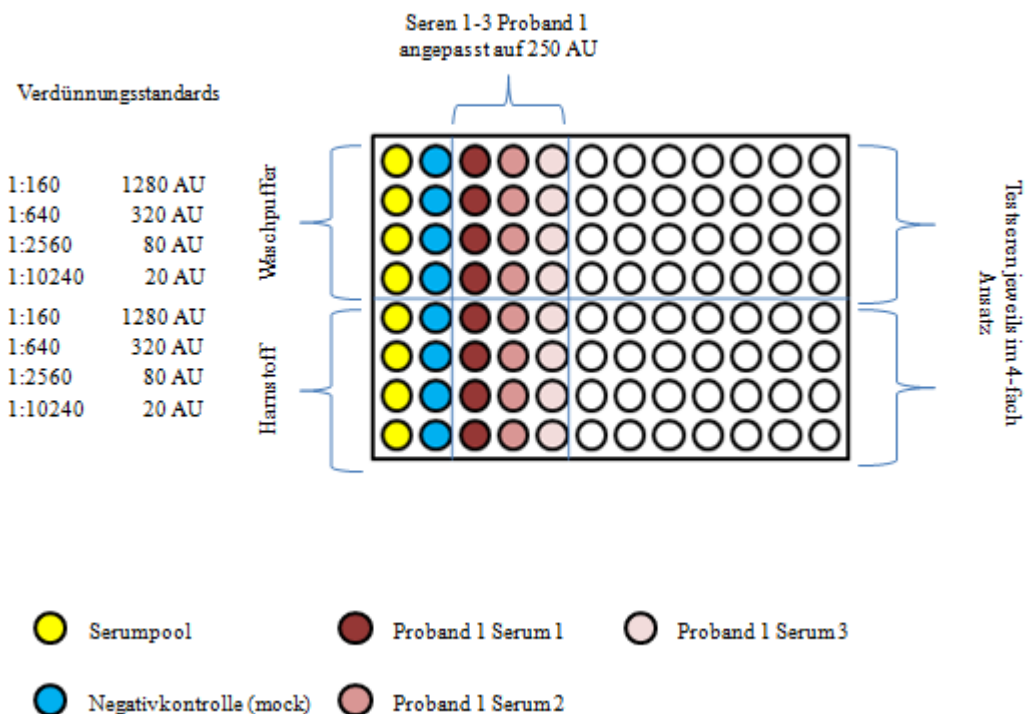 Seren 1-3 Proband 1
angepasst auf 250 AU
Verdünnungsstandards
1:160 1280 AU
1:640 320 AU
1:2560 80 AU
1:10240 20 AU
1:160 1280 AU
1:640 320 AU
1:2560 80 AU
1:10240 20 AU
Waschpuffer
Harnstoff
Testseren jeweils im 4-fach
Ansatz
Serumpool
Proband 1 Serum 1
Proband 1 Serum 3
Negativkontrolle (mock)
Proband 1 Serum 2